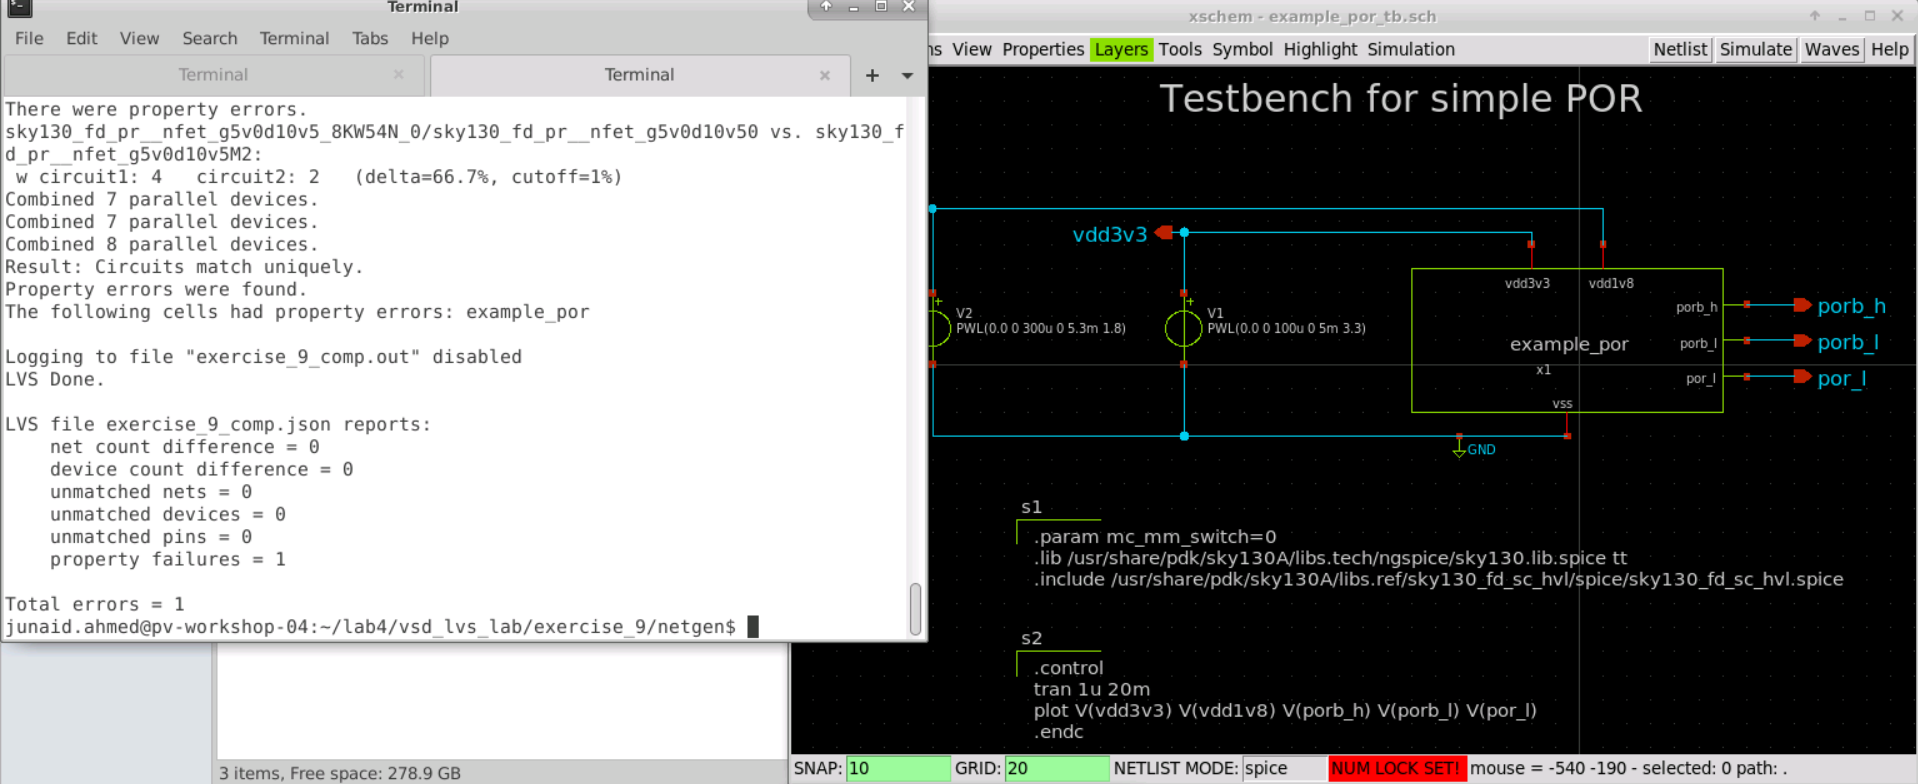 Terminal
File Edit View Search Terminal Tabs Help
Terminal
Terminal
There were property errors.
sky130_fd_pr__nfet_g5v0d10v5_8KW54N_0/sky130_fd_pr__nfet_g5v0d10v50 vs. sky130_f
d_pr__nfet_g5v0d10v5M2:
w circuit1: 4 circuit2: 2 (delta=66.7%, cutoff=1%)
Combined 7 parallel devices.
Combined 7 parallel devices.
Combined 8 parallel devices.
Result: Circuits match uniquely.
Property errors were found.
The following cells had property errors: example_por
Logging to file "exercise_9_comp.out" disabled
LVS Done.
LVS file exercise_9_comp.json reports:
net count difference = 0
device count difference = 0
unmatched nets = 0
unmatched devices = 0
unmatched pins = 0
property failures = 1
Total errors = 1
junaid.ahmed@pv-workshop-04:~/lab4/vsd_lvs_lab/exercise_9/netgen$
3 items, Free space: 278.9 GB
xschem - example_por_tb.sch
ns View Properties Layers Tools Symbol Highlight Simulation Netlist Simulate Waves Help
Testbench for simple POR
vdd3v3
V2
PWL(0.0 0 300u 0 5.3m 1.8)
V1
PWL(0.0 0 100u 0 5m 3.3)
vdd3v3 vdd1v8
porb_h porb_h
example_por porb_l porb_l
x1 por_l por_l
vss
GND
s1
.param mc_mm_switch=0
.lib /usr/share/pdk/sky130A/libs.tech/ngspice/sky130.lib.spice tt
.include /usr/share/pdk/sky130A/libs.ref/sky130_fd_sc_hvl/spice/sky130_fd_sc_hvl.spice
s2
.control
tran 1u 20m
plot V(vdd3v3) V(vdd1v8) V(porb_h) V(porb_l) V(por_l)
.endc
SNAP: 10 GRID: 20 NETLIST MODE: spice NUM LOCK SET! mouse = -540 -190 - selected: 0 path: .